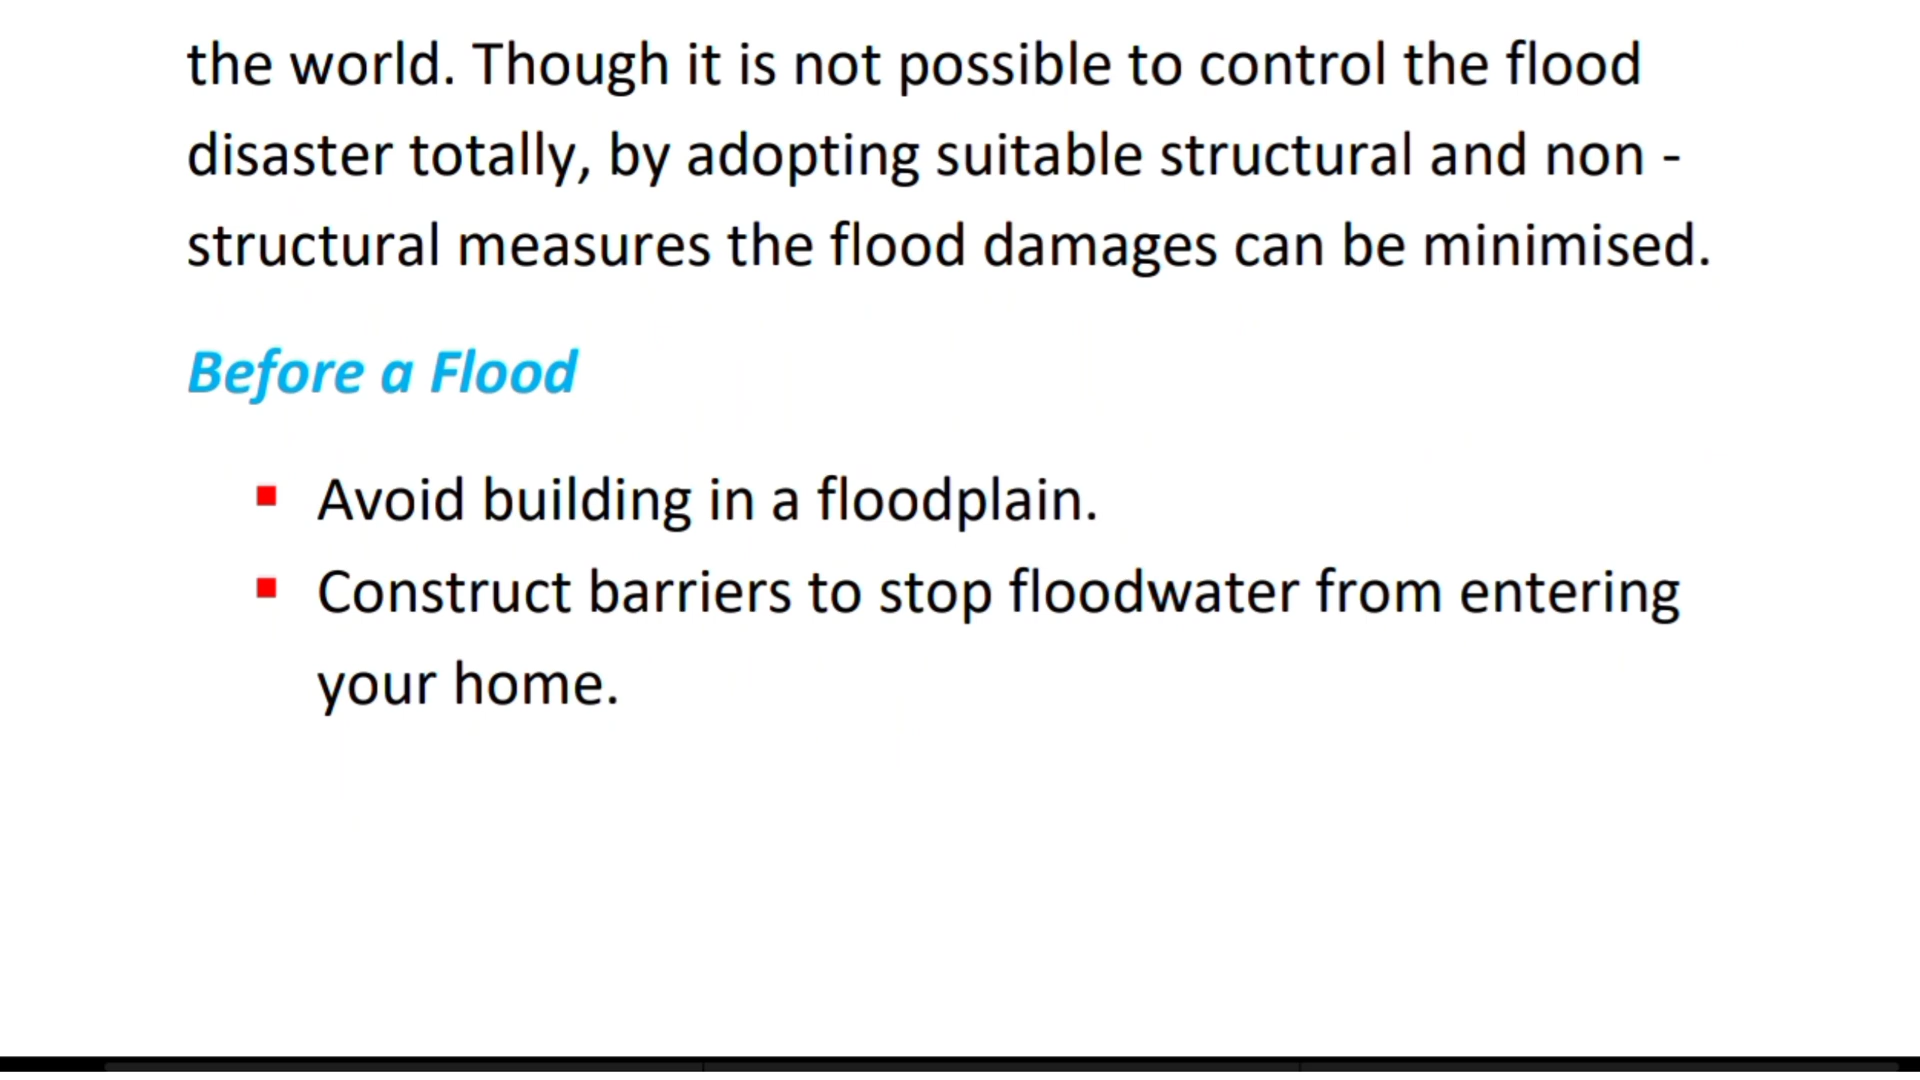 the world. Though it is not possible to control the flood
disaster totally, by adopting suitable structural and non -
structural measures the flood damages can be minimised.
Before a Flood
▪ Avoid building in a floodplain.
▪ Construct barriers to stop floodwater from entering
your home.